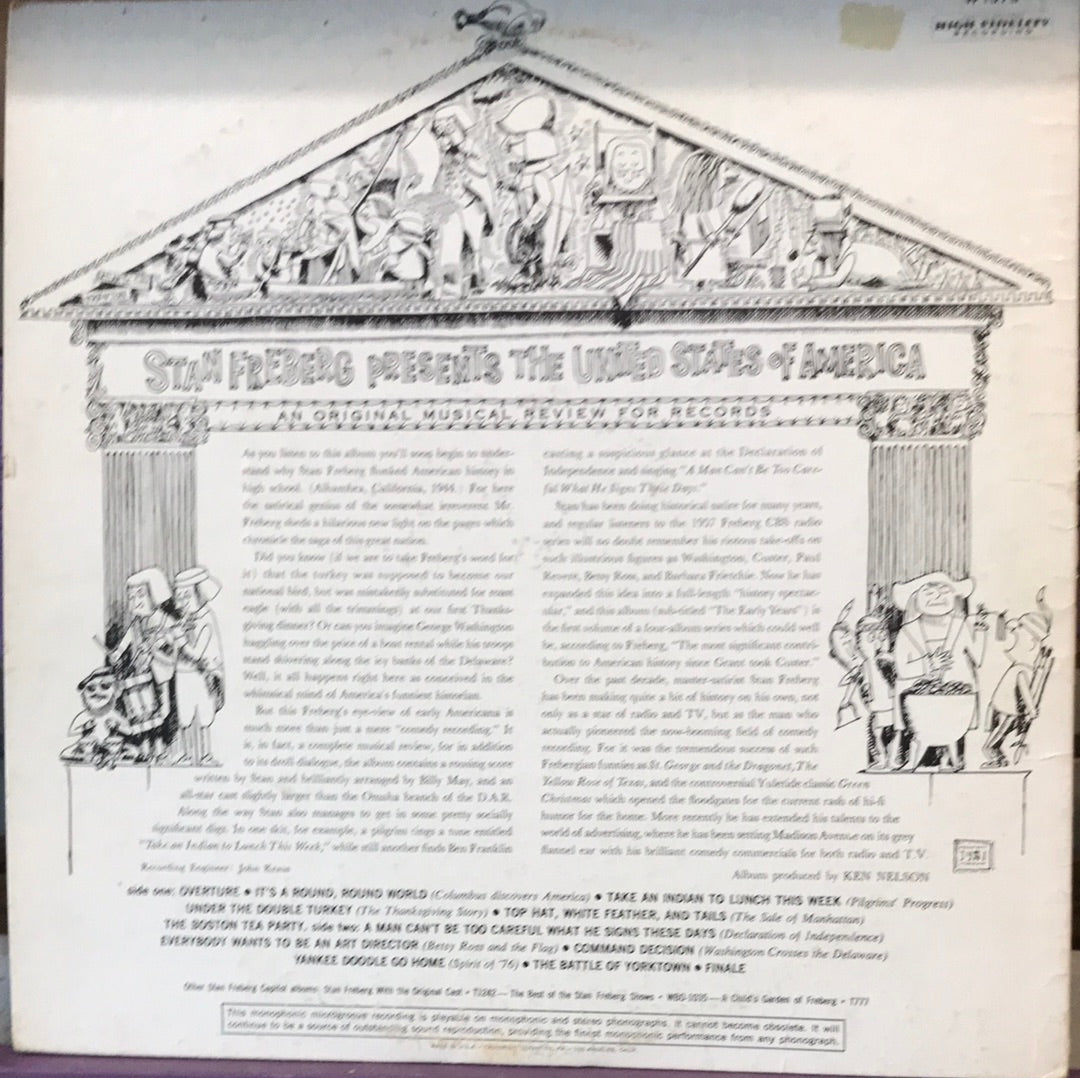 HIGH FIDELITY
RECORDING
STAN FREBERG PRESENTS THE UNITED STATES OF AMERICA
AN ORIGINAL MUSICAL REVIEW FOR RECORDS
As you listen to this album you'll soon begin to under-
stand why Stan Freberg flunked American history in
high school. (Alhambra, California, 1944.) For here
the satirical genius of the somewhat irreverent Mr.
Freberg sheds a hilarious new light on the pages which
chronicle the saga of this great nation.
Did you know (if we are to take Freberg's word for
it) that the turkey was supposed to become our
national bird, but was mistakenly substituted for roast
eagle (with all the trimmings) at our first Thanks-
giving dinner? Or can you imagine George Washington
haggling over the price of a boat rental while his troops
stand shivering along the icy banks of the Delaware?
Well, it all happens right here as conceived in the
whimsical mind of America's funniest historian.
But this Freberg's eye-view of early Americana is
much more than just a mere "comedy recording." It
is, in fact, a complete musical review, for in addition
to its deft dialogue, the album contains a rousing score
written by Stan and brilliantly arranged by Billy May, and an
all-star cast slightly larger than the Omaha branch of the D.A.R.
Along the way Stan also manages to get in some pretty socially
significant digs. In one skit, for example, a pilgrim sings a tune entitled
"Take an Indian to Lunch This Week," while still another finds Ben Franklin
Recording Engineer: John Kraus
casting a suspicious glance at the Declaration of
Independence and singing "A Man Can't Be Too Care-
ful What He Signs These Days."
Stan has been doing historical satire for many years,
and regular listeners to the 1957 Freberg CBS radio
series will no doubt remember his riotous take-offs on
such illustrious figures as Washington, Custer, Paul
Revere, Betsy Ross, and Barbara Frietchie. Now he has
expanded this idea into a full-length "history spectac-
ular," and this album (sub-titled "The Early Years") is
the first volume of a four-album series which could well
be, according to Freberg, "The most significant contri-
bution to American history since Grant took Custer."
Over the past decade, master-satirist Stan Freberg
has been making quite a bit of history on his own, not
only as a star of radio and TV, but as the man who
actually pioneered the now-booming field of comedy
recording. For it was the tremendous success of such
Frebergian funnies as St. George and the Dragonet, The
Yellow Rose of Texas, and the controversial Yuletide classic Green
Christmas which opened the floodgates for the current rash of hi-fi
humor for the home. More recently he has extended his talents to the
world of advertising, where he has been setting Madison Avenue on its grey
flannel ear with his brilliant comedy commercials for both radio and T.V.
Album produced by KEN NELSON
side one: OVERTURE • IT'S A ROUND, ROUND WORLD (Columbus discovers America) • TAKE AN INDIAN TO LUNCH THIS WEEK (Pilgrims' Progress)
UNDER THE DOUBLE TURKEY (The Thanksgiving Story) • TOP HAT, WHITE FEATHER, AND TAILS (The Sale of Manhattan)
THE BOSTON TEA PARTY. side two: A MAN CAN'T BE TOO CAREFUL WHAT HE SIGNS THESE DAYS (Declaration of Independence)
EVERYBODY WANTS TO BE AN ART DIRECTOR (Betsy Ross and the Flag) • COMMAND DECISION (Washington Crosses the Delaware)
YANKEE DOODLE GO HOME (Spirit of '76) • THE BATTLE OF YORKTOWN • FINALE
Other Stan Freberg Capitol albums: Stan Freberg With the Original Cast • T1242 — The Best of the Stan Freberg Shows • WBO-1035 — A Child's Garden of Freberg • T777
This monophonic microgroove recording is playable on monophonic and stereo phonographs. It cannot become obsolete. It will
continue to be a source of outstanding sound reproduction, providing the finest monophonic performance from any phonograph.